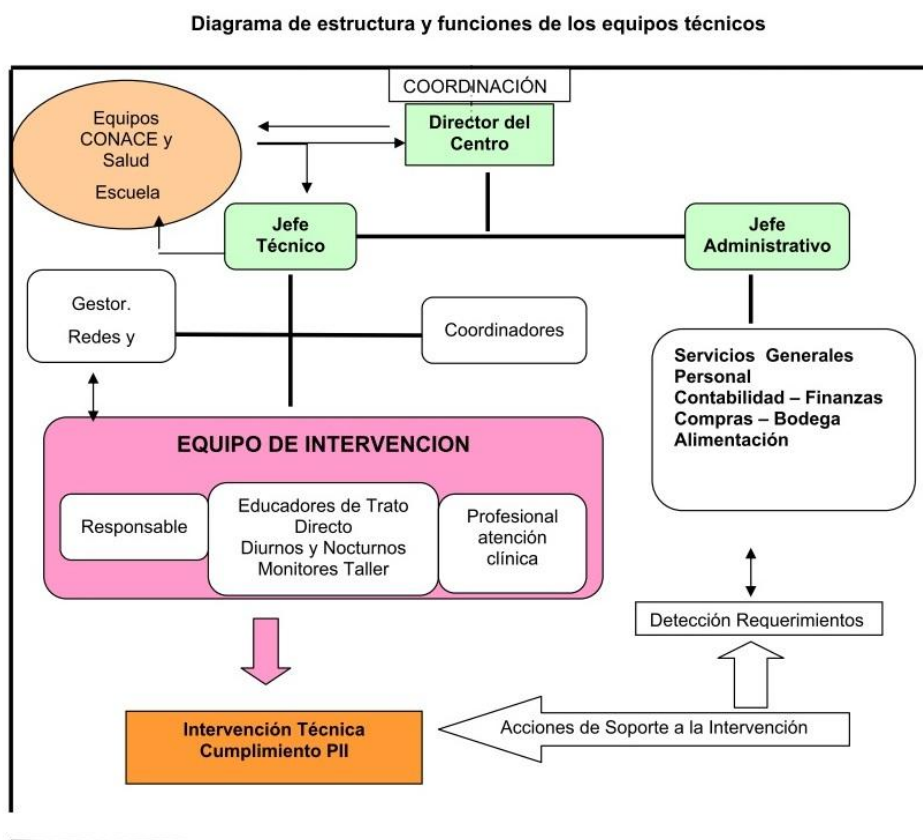 Diagrama de estructura y funciones de los equipos técnicos
COORDINACIÓN
Director del
Centro
Equipos
CONACE y
Salud
Escuela
Jefe
Técnico
Jefe
Administrativo
Gestor.
Redes y
Coordinadores
Servicios Generales
Personal
Contabilidad – Finanzas
Compras – Bodega
Alimentación
EQUIPO DE INTERVENCION
Responsable
Educadores de Trato
Directo
Diurnos y Nocturnos
Monitores Taller
Profesional
atención
clínica
Detección Requerimientos
Acciones de Soporte a la Intervención
Intervención Técnica
Cumplimiento PII